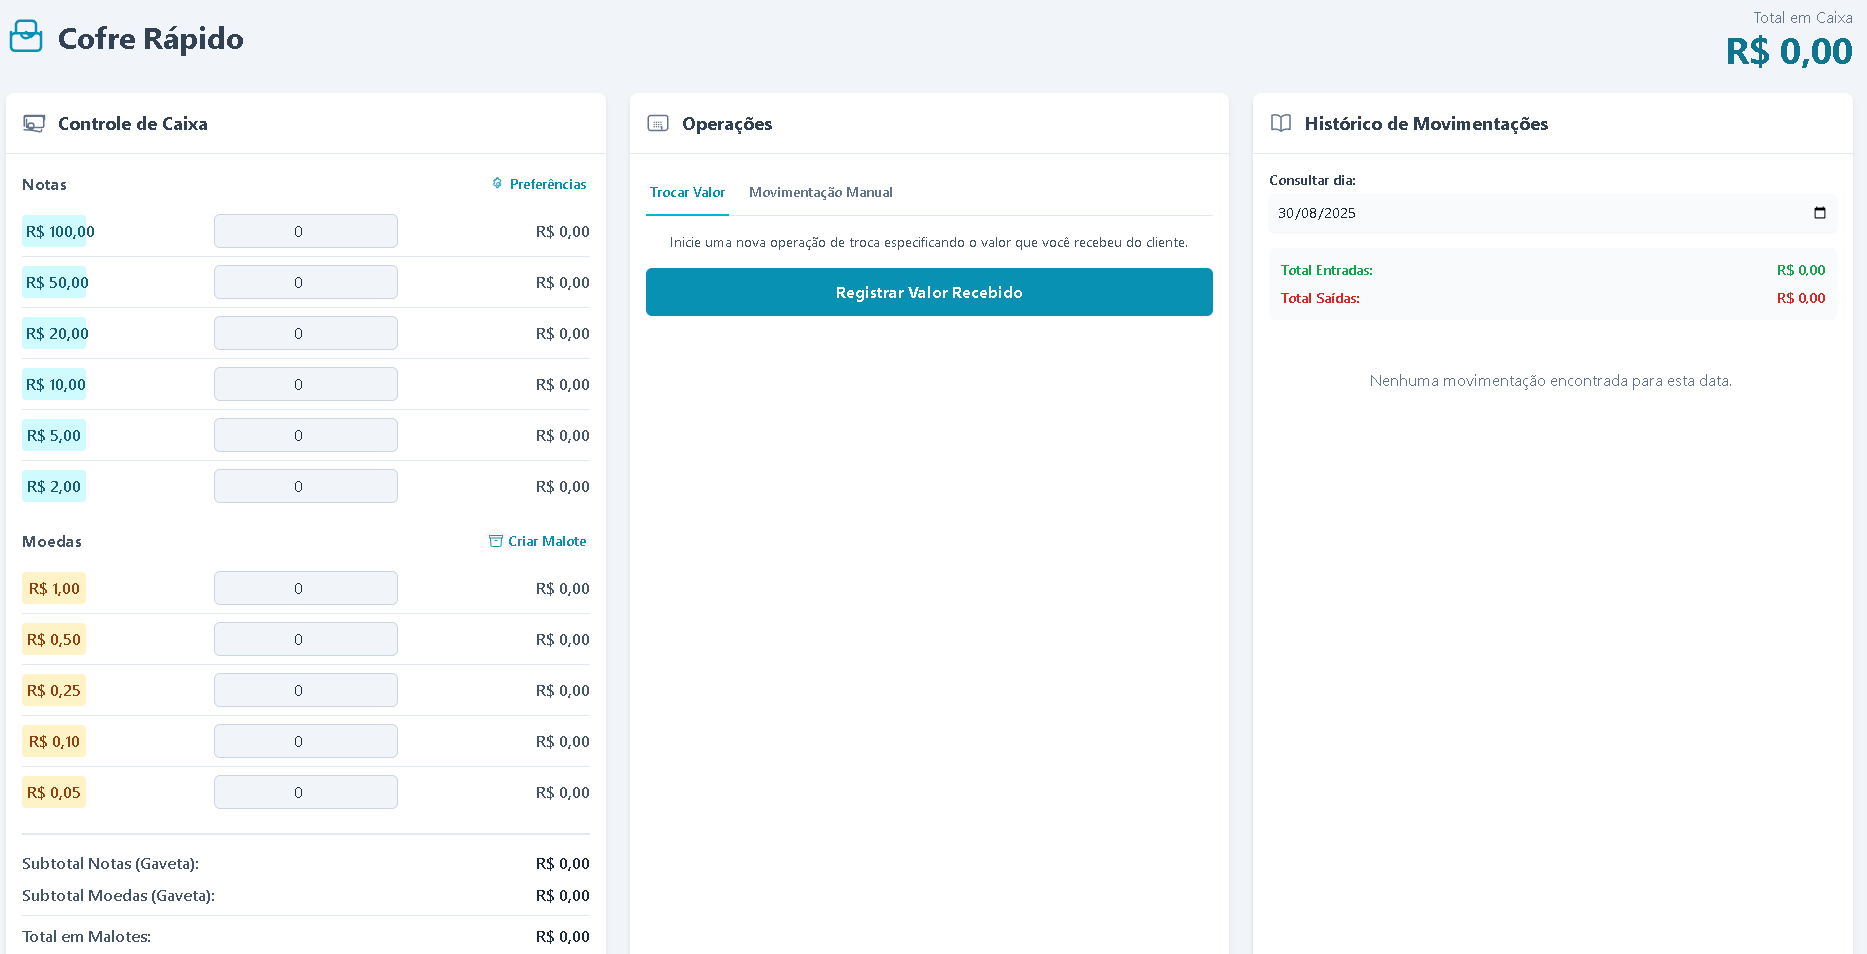 Cofre Rápido
Total em Caixa
R$ 0,00
Controle de Caixa
Notas
Preferências
R$ 100,00 0 R$ 0,00
R$ 50,00 0 R$ 0,00
R$ 20,00 0 R$ 0,00
R$ 10,00 0 R$ 0,00
R$ 5,00 0 R$ 0,00
R$ 2,00 0 R$ 0,00
Moedas
Criar Malote
R$ 1,00 0 R$ 0,00
R$ 0,50 0 R$ 0,00
R$ 0,25 0 R$ 0,00
R$ 0,10 0 R$ 0,00
R$ 0,05 0 R$ 0,00
Subtotal Notas (Gaveta): R$ 0,00
Subtotal Moedas (Gaveta): R$ 0,00
Total em Malotes: R$ 0,00
Operações
Trocar Valor Movimentação Manual
Inicie uma nova operação de troca especificando o valor que você recebeu do cliente.
Registrar Valor Recebido
Histórico de Movimentações
Consultar dia:
30/08/2025
Total Entradas: R$ 0,00
Total Saídas: R$ 0,00
Nenhuma movimentação encontrada para esta data.